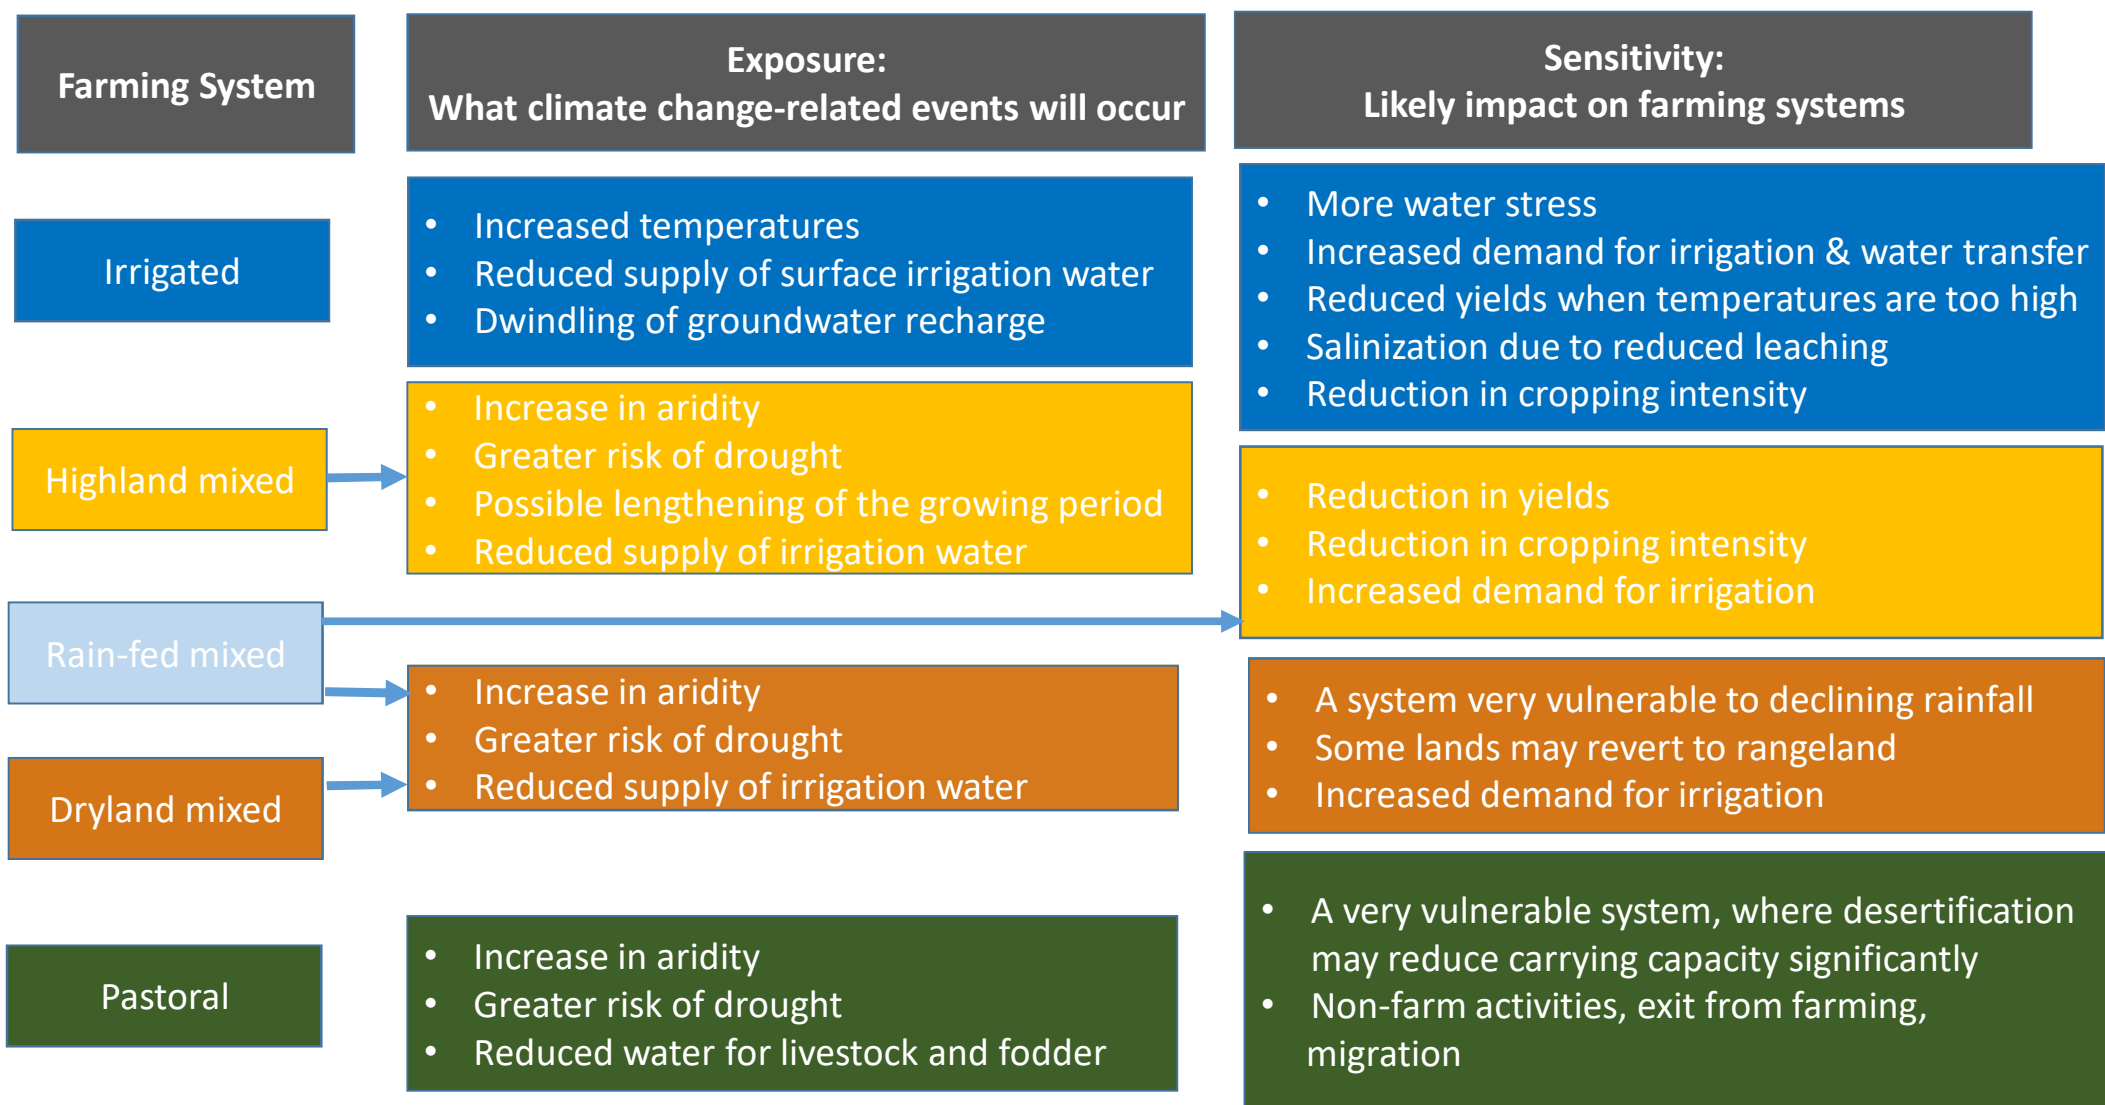 Farming System
Exposure:
What climate change-related events will occur
Sensitivity:
Likely impact on farming systems
Irrigated
• Increased temperatures
• Reduced supply of surface irrigation water
• Dwindling of groundwater recharge
• More water stress
• Increased demand for irrigation & water transfer
• Reduced yields when temperatures are too high
• Salinization due to reduced leaching
• Reduction in cropping intensity
Highland mixed
• Increase in aridity
• Greater risk of drought
• Possible lengthening of the growing period
• Reduced supply of irrigation water
• Reduction in yields
• Reduction in cropping intensity
• Increased demand for irrigation
Rain-fed mixed
Dryland mixed
• Increase in aridity
• Greater risk of drought
• Reduced supply of irrigation water
• A system very vulnerable to declining rainfall
• Some lands may revert to rangeland
• Increased demand for irrigation
Pastoral
• Increase in aridity
• Greater risk of drought
• Reduced water for livestock and fodder
• A very vulnerable system, where desertification
may reduce carrying capacity significantly
• Non-farm activities, exit from farming,
migration